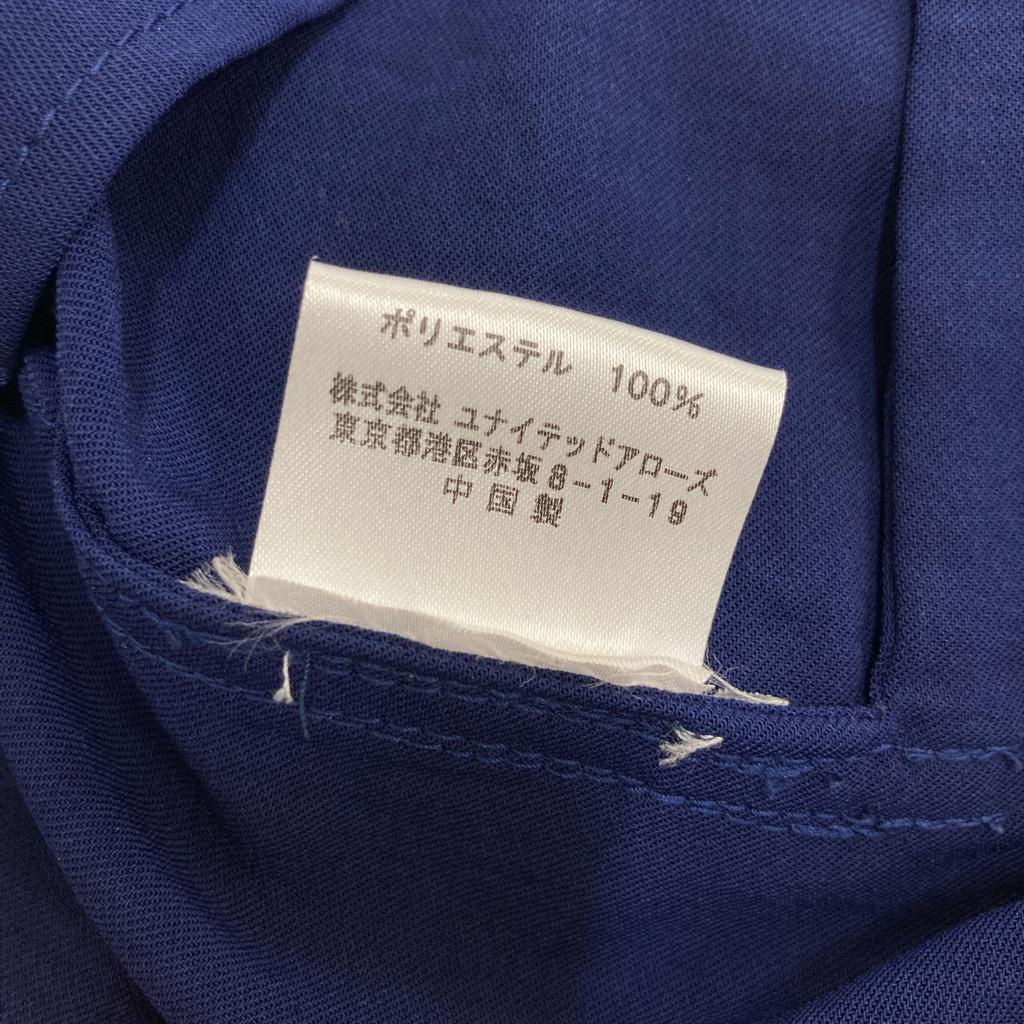 ポリエステル 100%
株式会社 ユナイテッドアローズ
東京都港区赤坂8-1-19
中国製